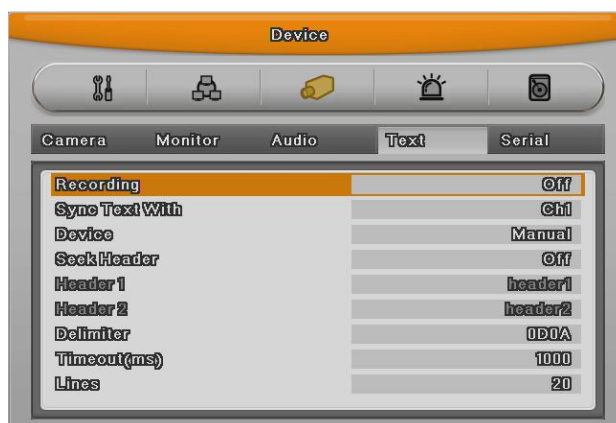 Device
Camera Monitor Audio Text Serial
Recording Off
Sync Text With Ch1
Device Manual
Seek Header Off
Header 1 header1
Header 2 header2
Delimiter 0D0A
Timeout(ms) 1000
Lines 20